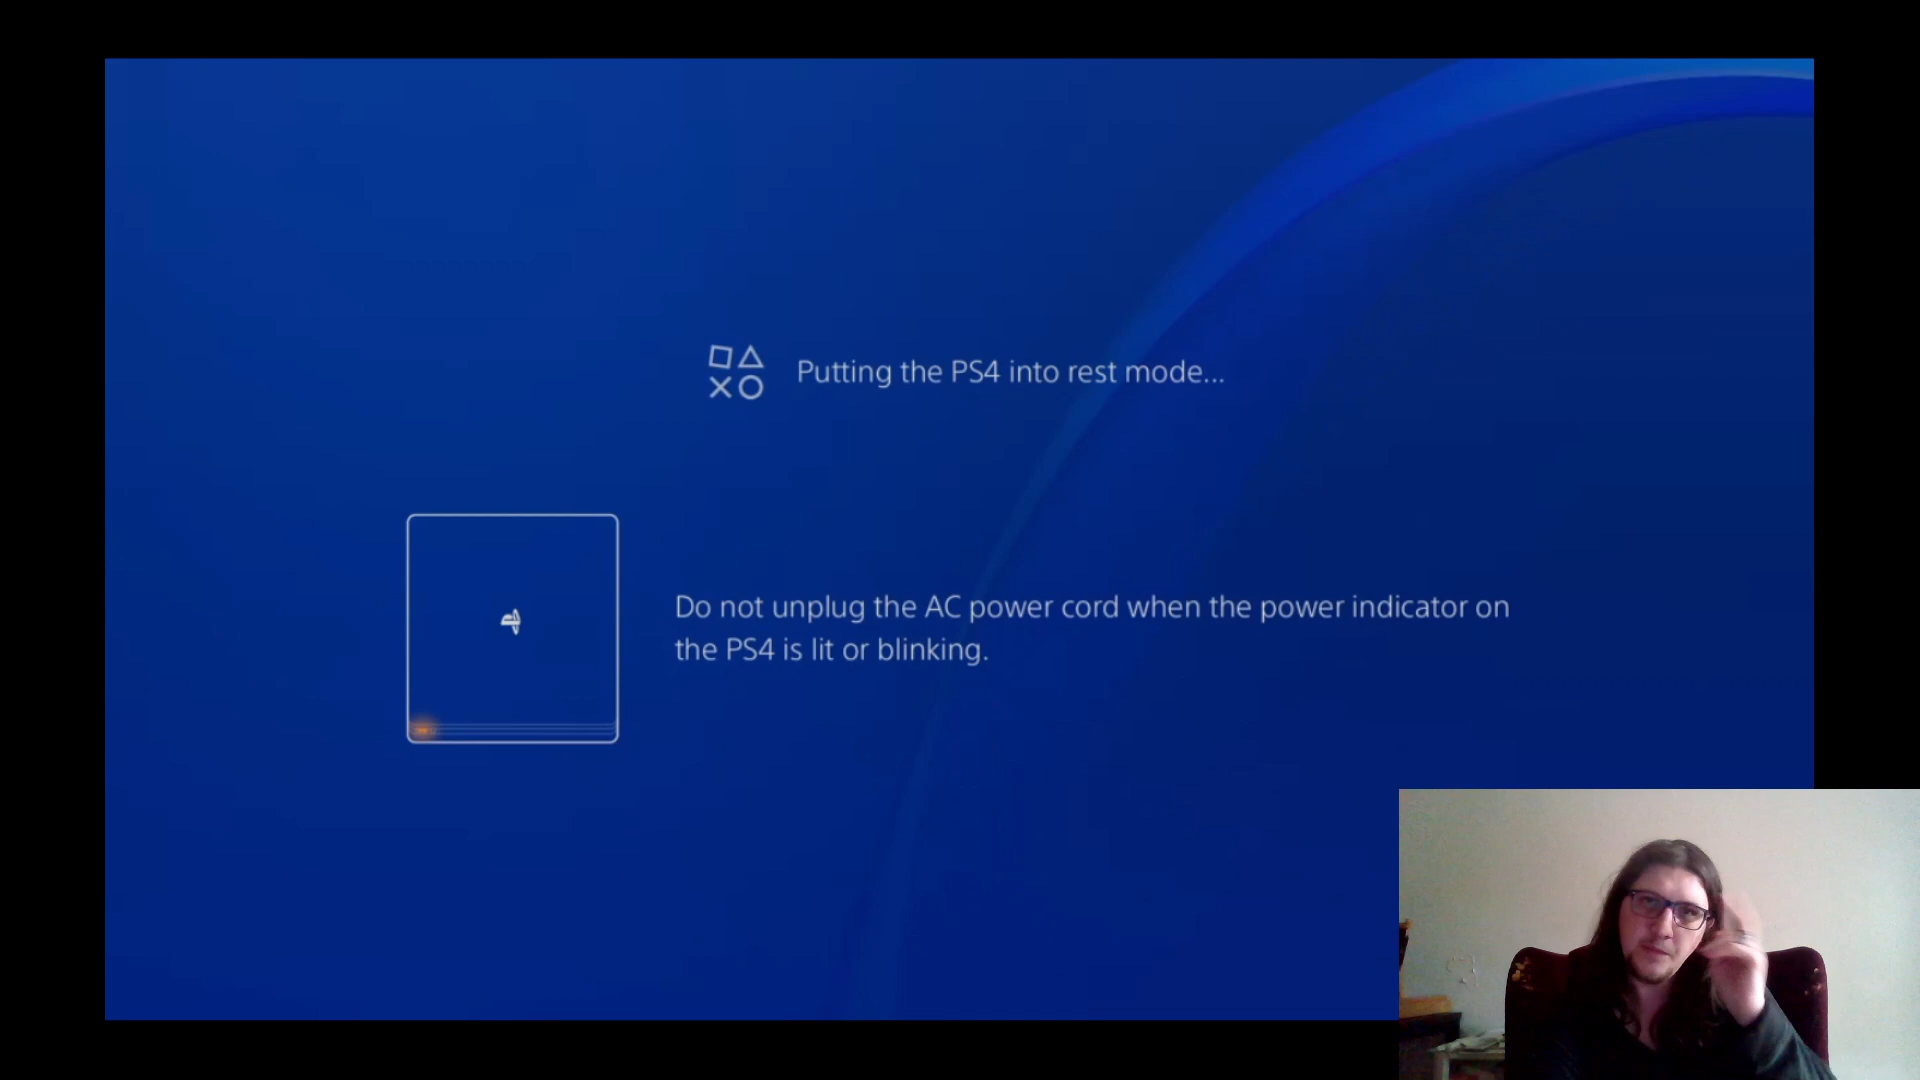 Putting the PS4 into rest mode...
Do not unplug the AC power cord when the power indicator on
the PS4 is lit or blinking.